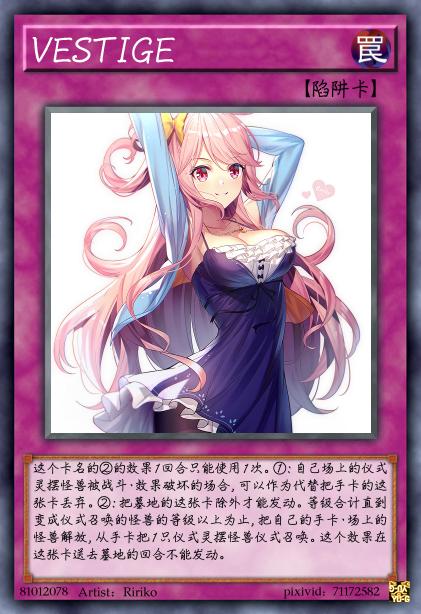 VESTIGE
罠
【陷阱卡】
这个卡名的②的效果1回合只能使用1次。①：自己场上的仪式
灵摆怪兽被战斗·效果破坏的场合，可以作为代替把手卡的这
张卡丢弃。②：把墓地的这张卡除外才能发动。等级合计直到
变成仪式召唤的怪兽的等级以上为止，把自己的手卡·场上的
怪兽解放，从手卡把1只仪式灵摆仪式怪兽仪式召唤。这个效果在
这张卡送去墓地的回合不能发动。
81012078 Artist: Ririko pixivid: 71172582